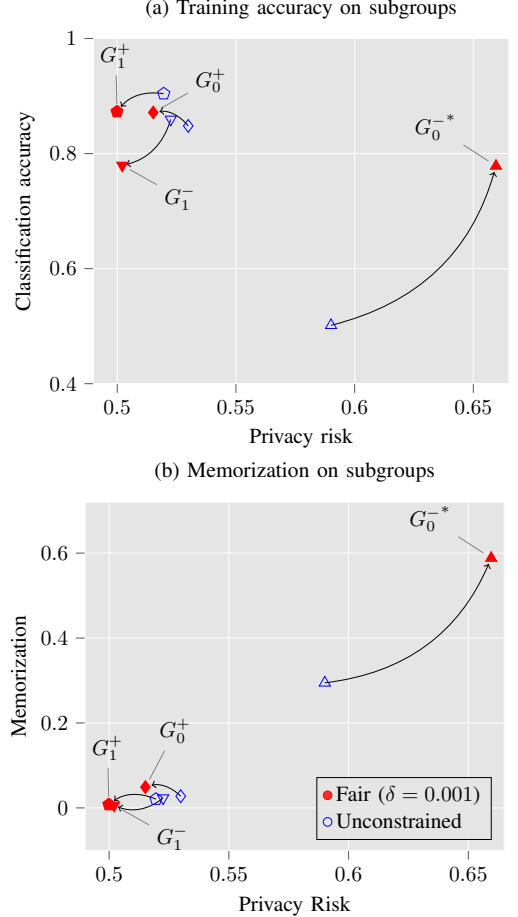 (a) Training accuracy on subgroups
1
0.8
0.6
0.4
Classification accuracy
G₁⁺
G₀⁺
G₁⁻
G₀⁻*
0.5 0.55 0.6 0.65
Privacy risk
(b) Memorization on subgroups
0.6
0.4
0.2
0
Memorization
G₀⁻*
G₀⁺
G₁⁺
G₁⁻
Fair (δ = 0.001)
Unconstrained
0.5 0.55 0.6 0.65
Privacy Risk